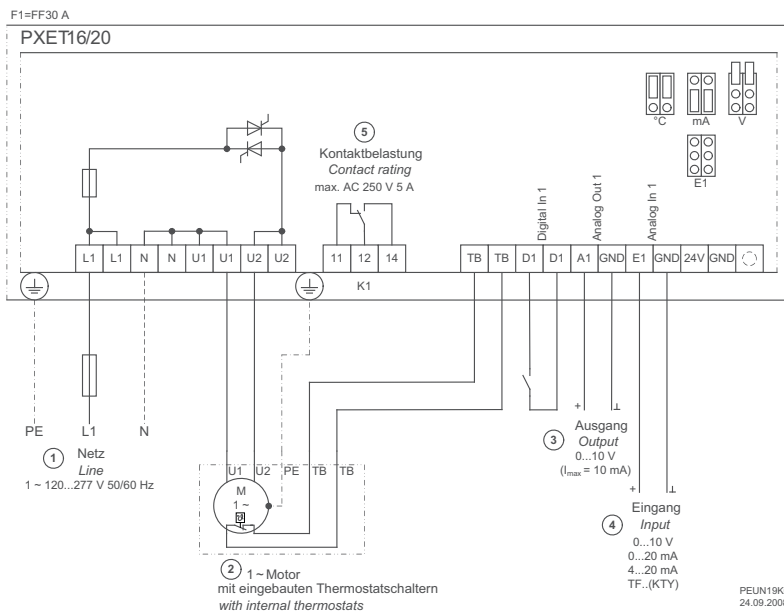 F1=FF30 A
PXET16/20
°C mA V
E1
5
Kontaktbelastung
Contact rating
max. AC 250 V 5 A
Digital In 1
Analog Out 1
Analog In 1
L1 L1 N N U1 U1 U2 U2
11 12 14
TB TB D1 D1 A1 GND E1 GND 24V GND
K1
PE L1 N
1 Netz
Line
1 ~ 120...277 V 50/60 Hz
+ ⊥
3 Ausgang
Output
0...10 V
(Imax = 10 mA)
U1 U2 PE TB TB
M
1 ~
ϑ
+ ⊥
4 Eingang
Input
0...10 V
0...20 mA
4...20 mA
TF..(KTY)
2 1 ~ Motor
mit eingebauten Thermostatschaltern
with internal thermostats
24.09.2008